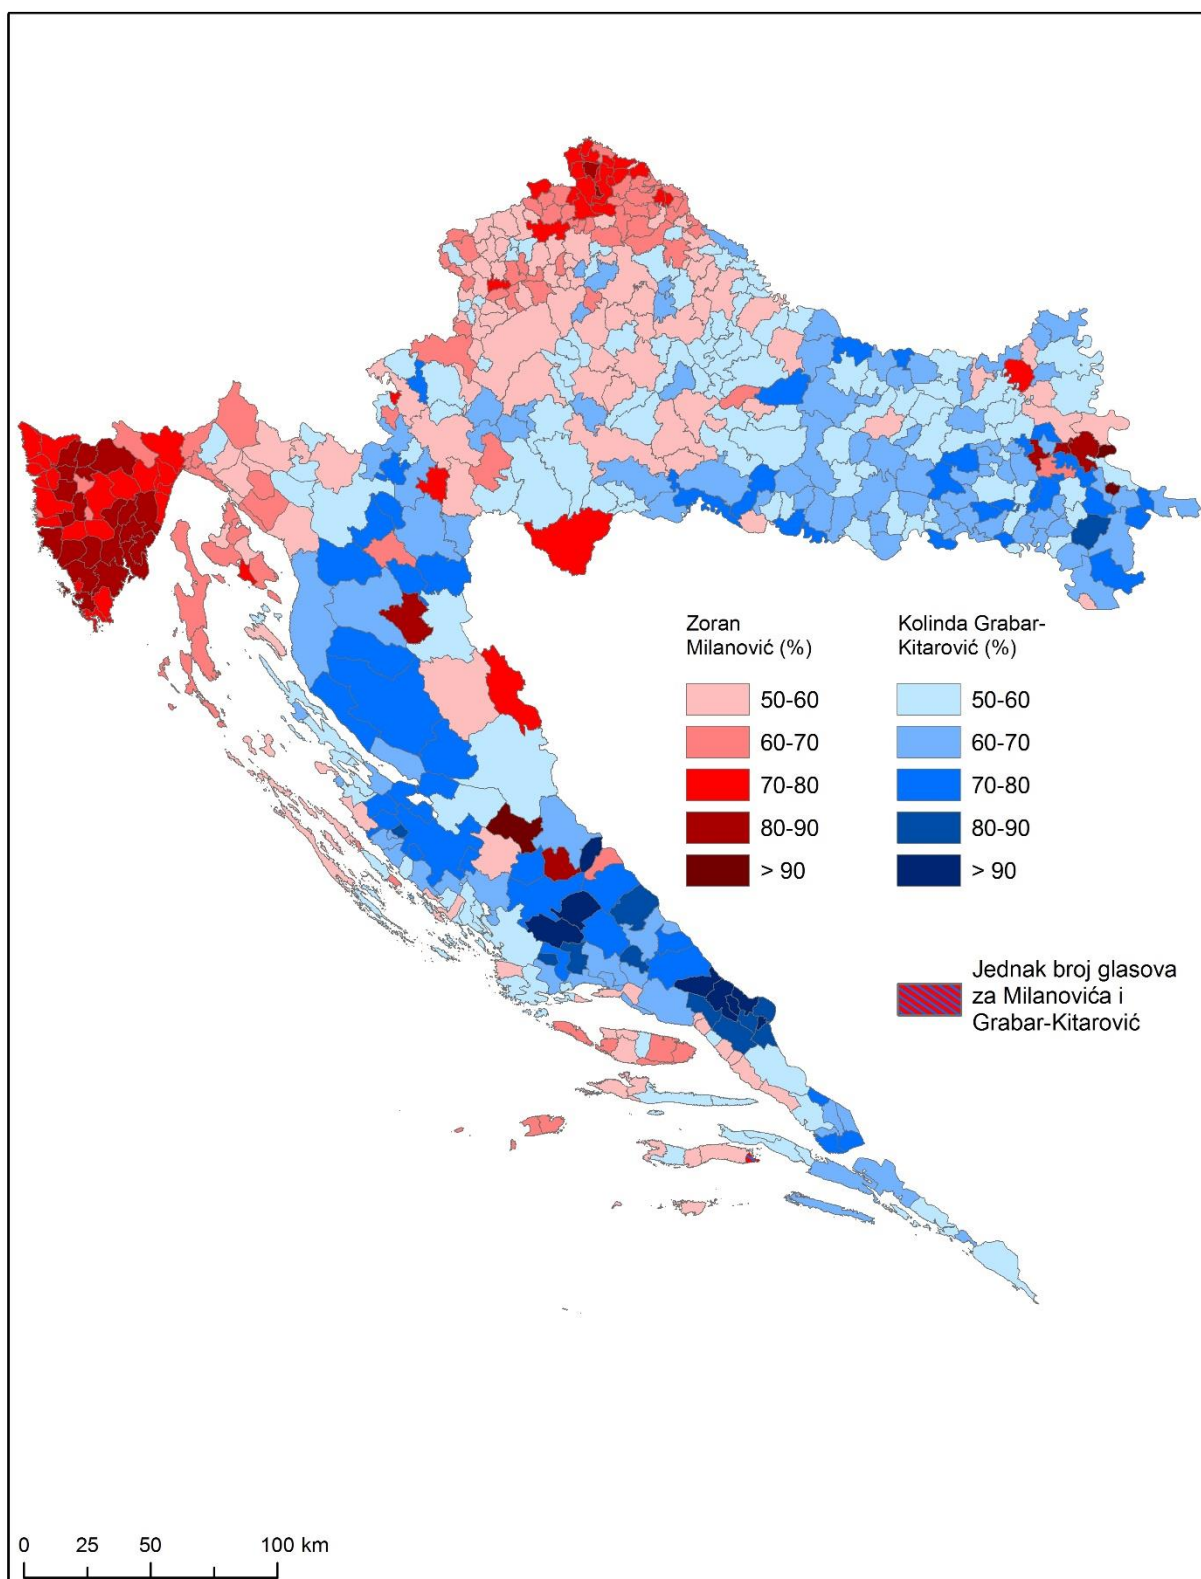 Zoran
Milanović (%)
50-60
60-70
70-80
80-90
> 90
Kolinda Grabar-
Kitarović (%)
50-60
60-70
70-80
80-90
> 90
Jednak broj glasova
za Milanovića i
Grabar-Kitarović
0 25 50 100 km